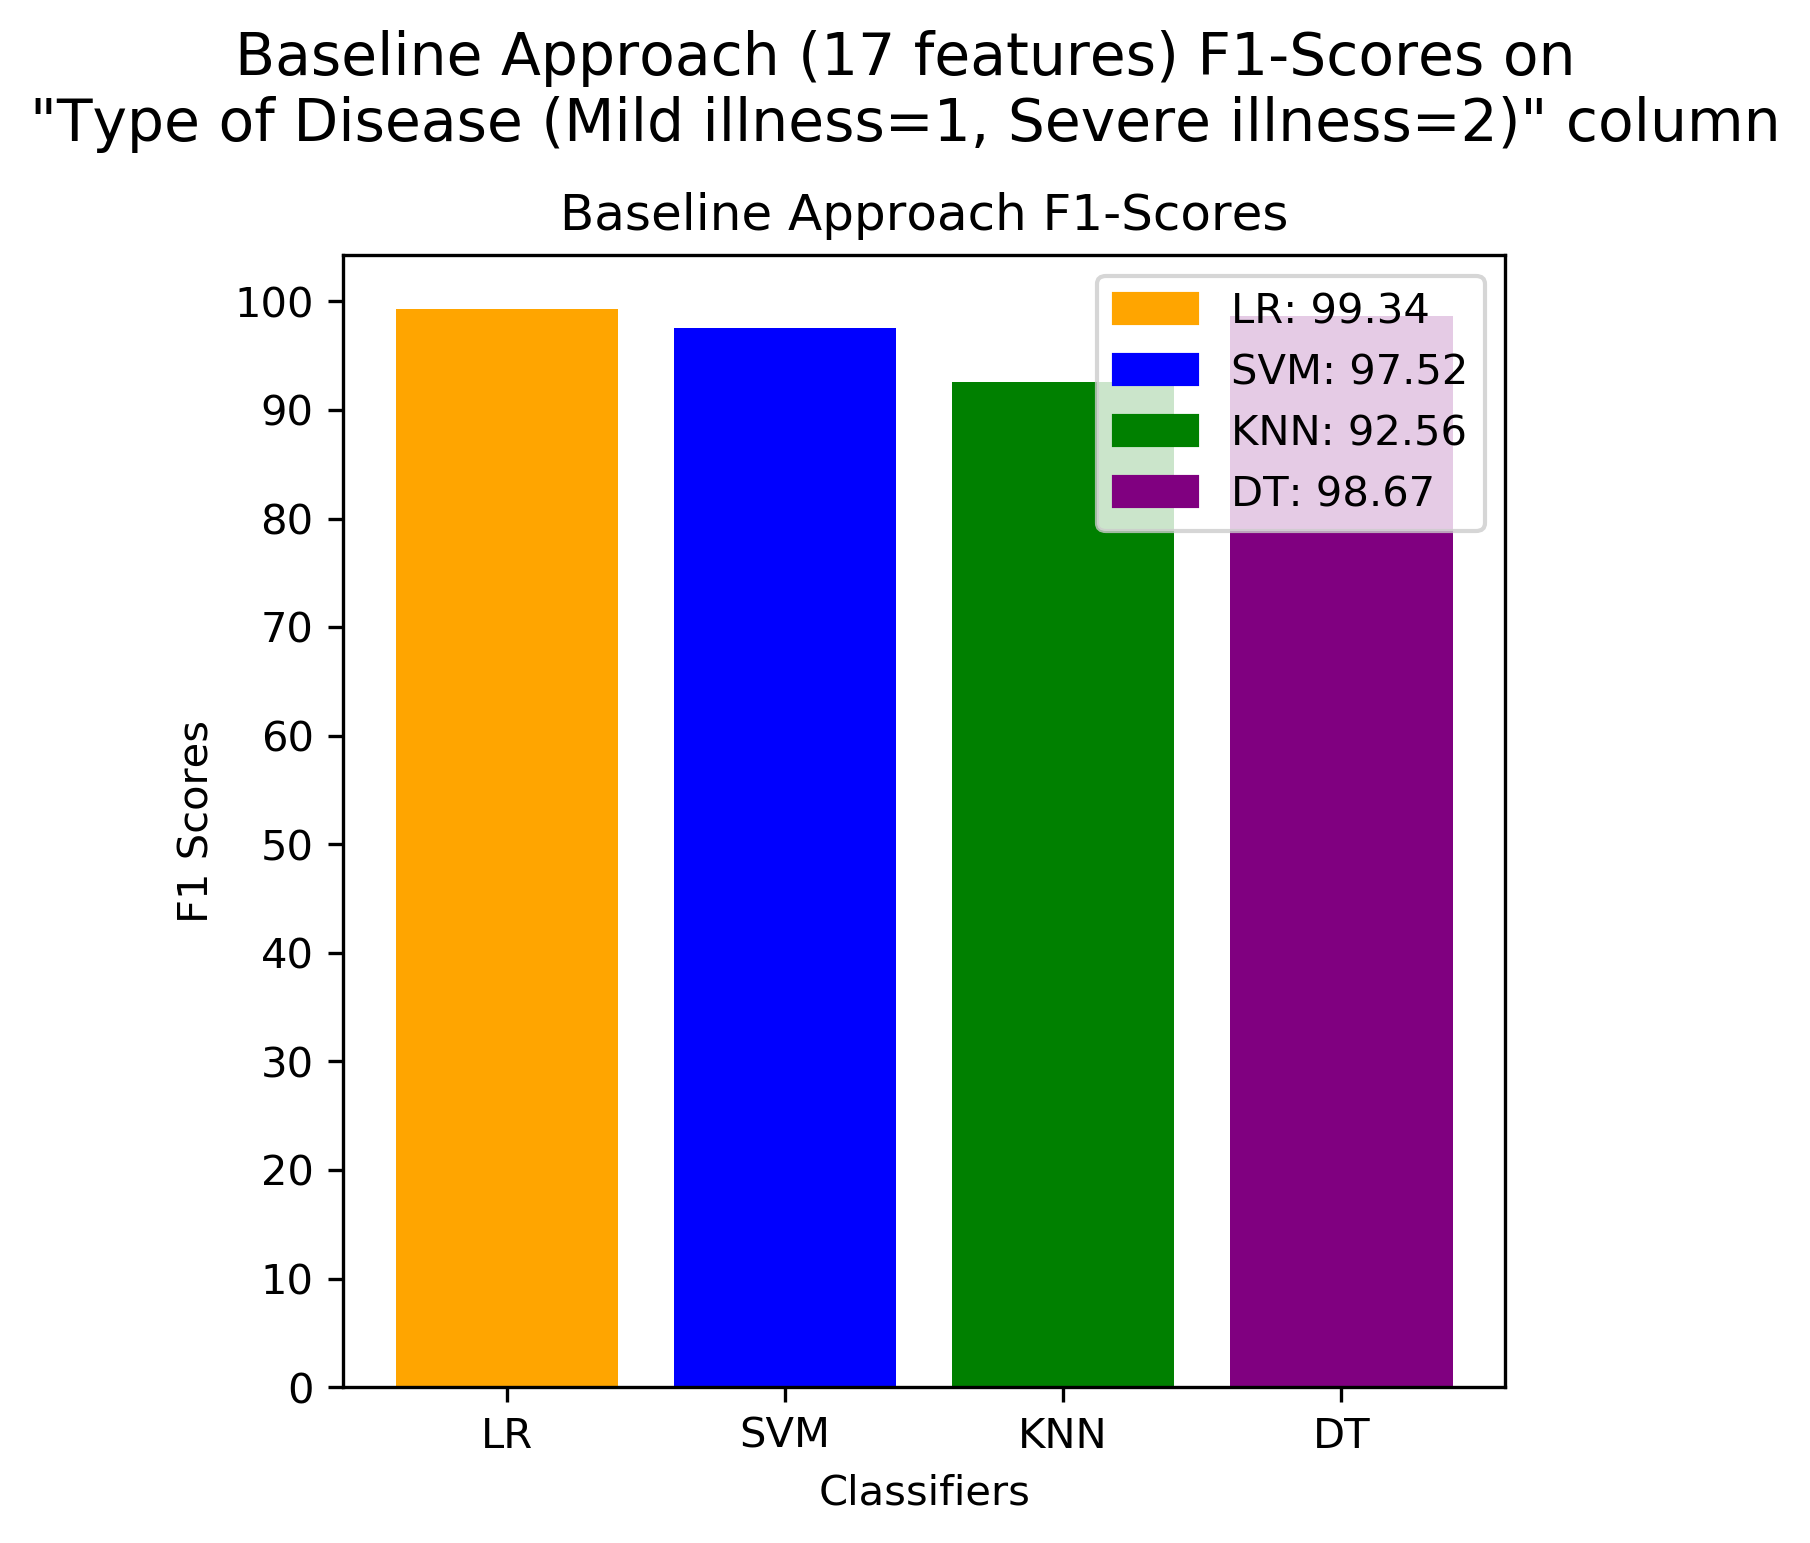 Baseline Approach (17 features) F1-Scores on
"Type of Disease (Mild illness=1, Severe illness=2)" column
Baseline Approach F1-Scores
LR: 99.34
SVM: 97.52
KNN: 92.56
DT: 98.67
F1 Scores
100
90
80
70
60
50
40
30
20
10
0
LR SVM KNN DT
Classifiers